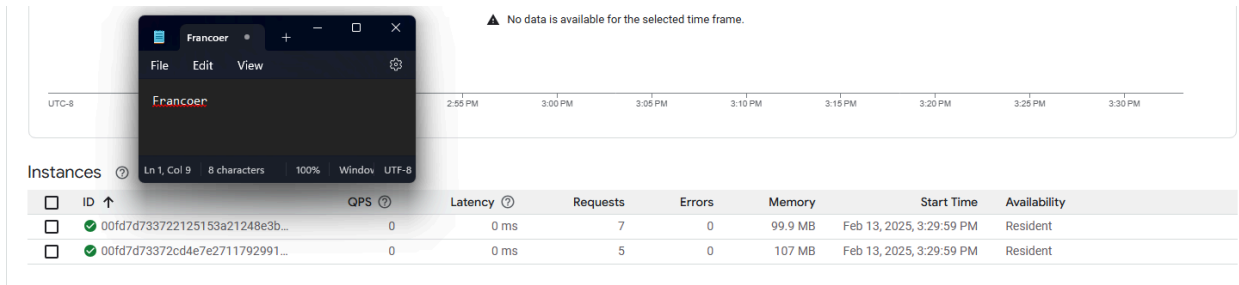 No data is available for the selected time frame.
Francoer
File Edit View
Francoer
UTC-8 2:55 PM 3:00 PM 3:05 PM 3:10 PM 3:15 PM 3:20 PM 3:25 PM 3:30 PM
Ln 1, Col 9 8 characters 100% Window UTF-8
Instances
ID QPS Latency Requests Errors Memory Start Time Availability
00fd7d733722125153a21248e3b... 0 0 ms 7 0 99.9 MB Feb 13, 2025, 3:29:59 PM Resident
00fd7d73372cd4e7e2711792991... 0 0 ms 5 0 107 MB Feb 13, 2025, 3:29:59 PM Resident